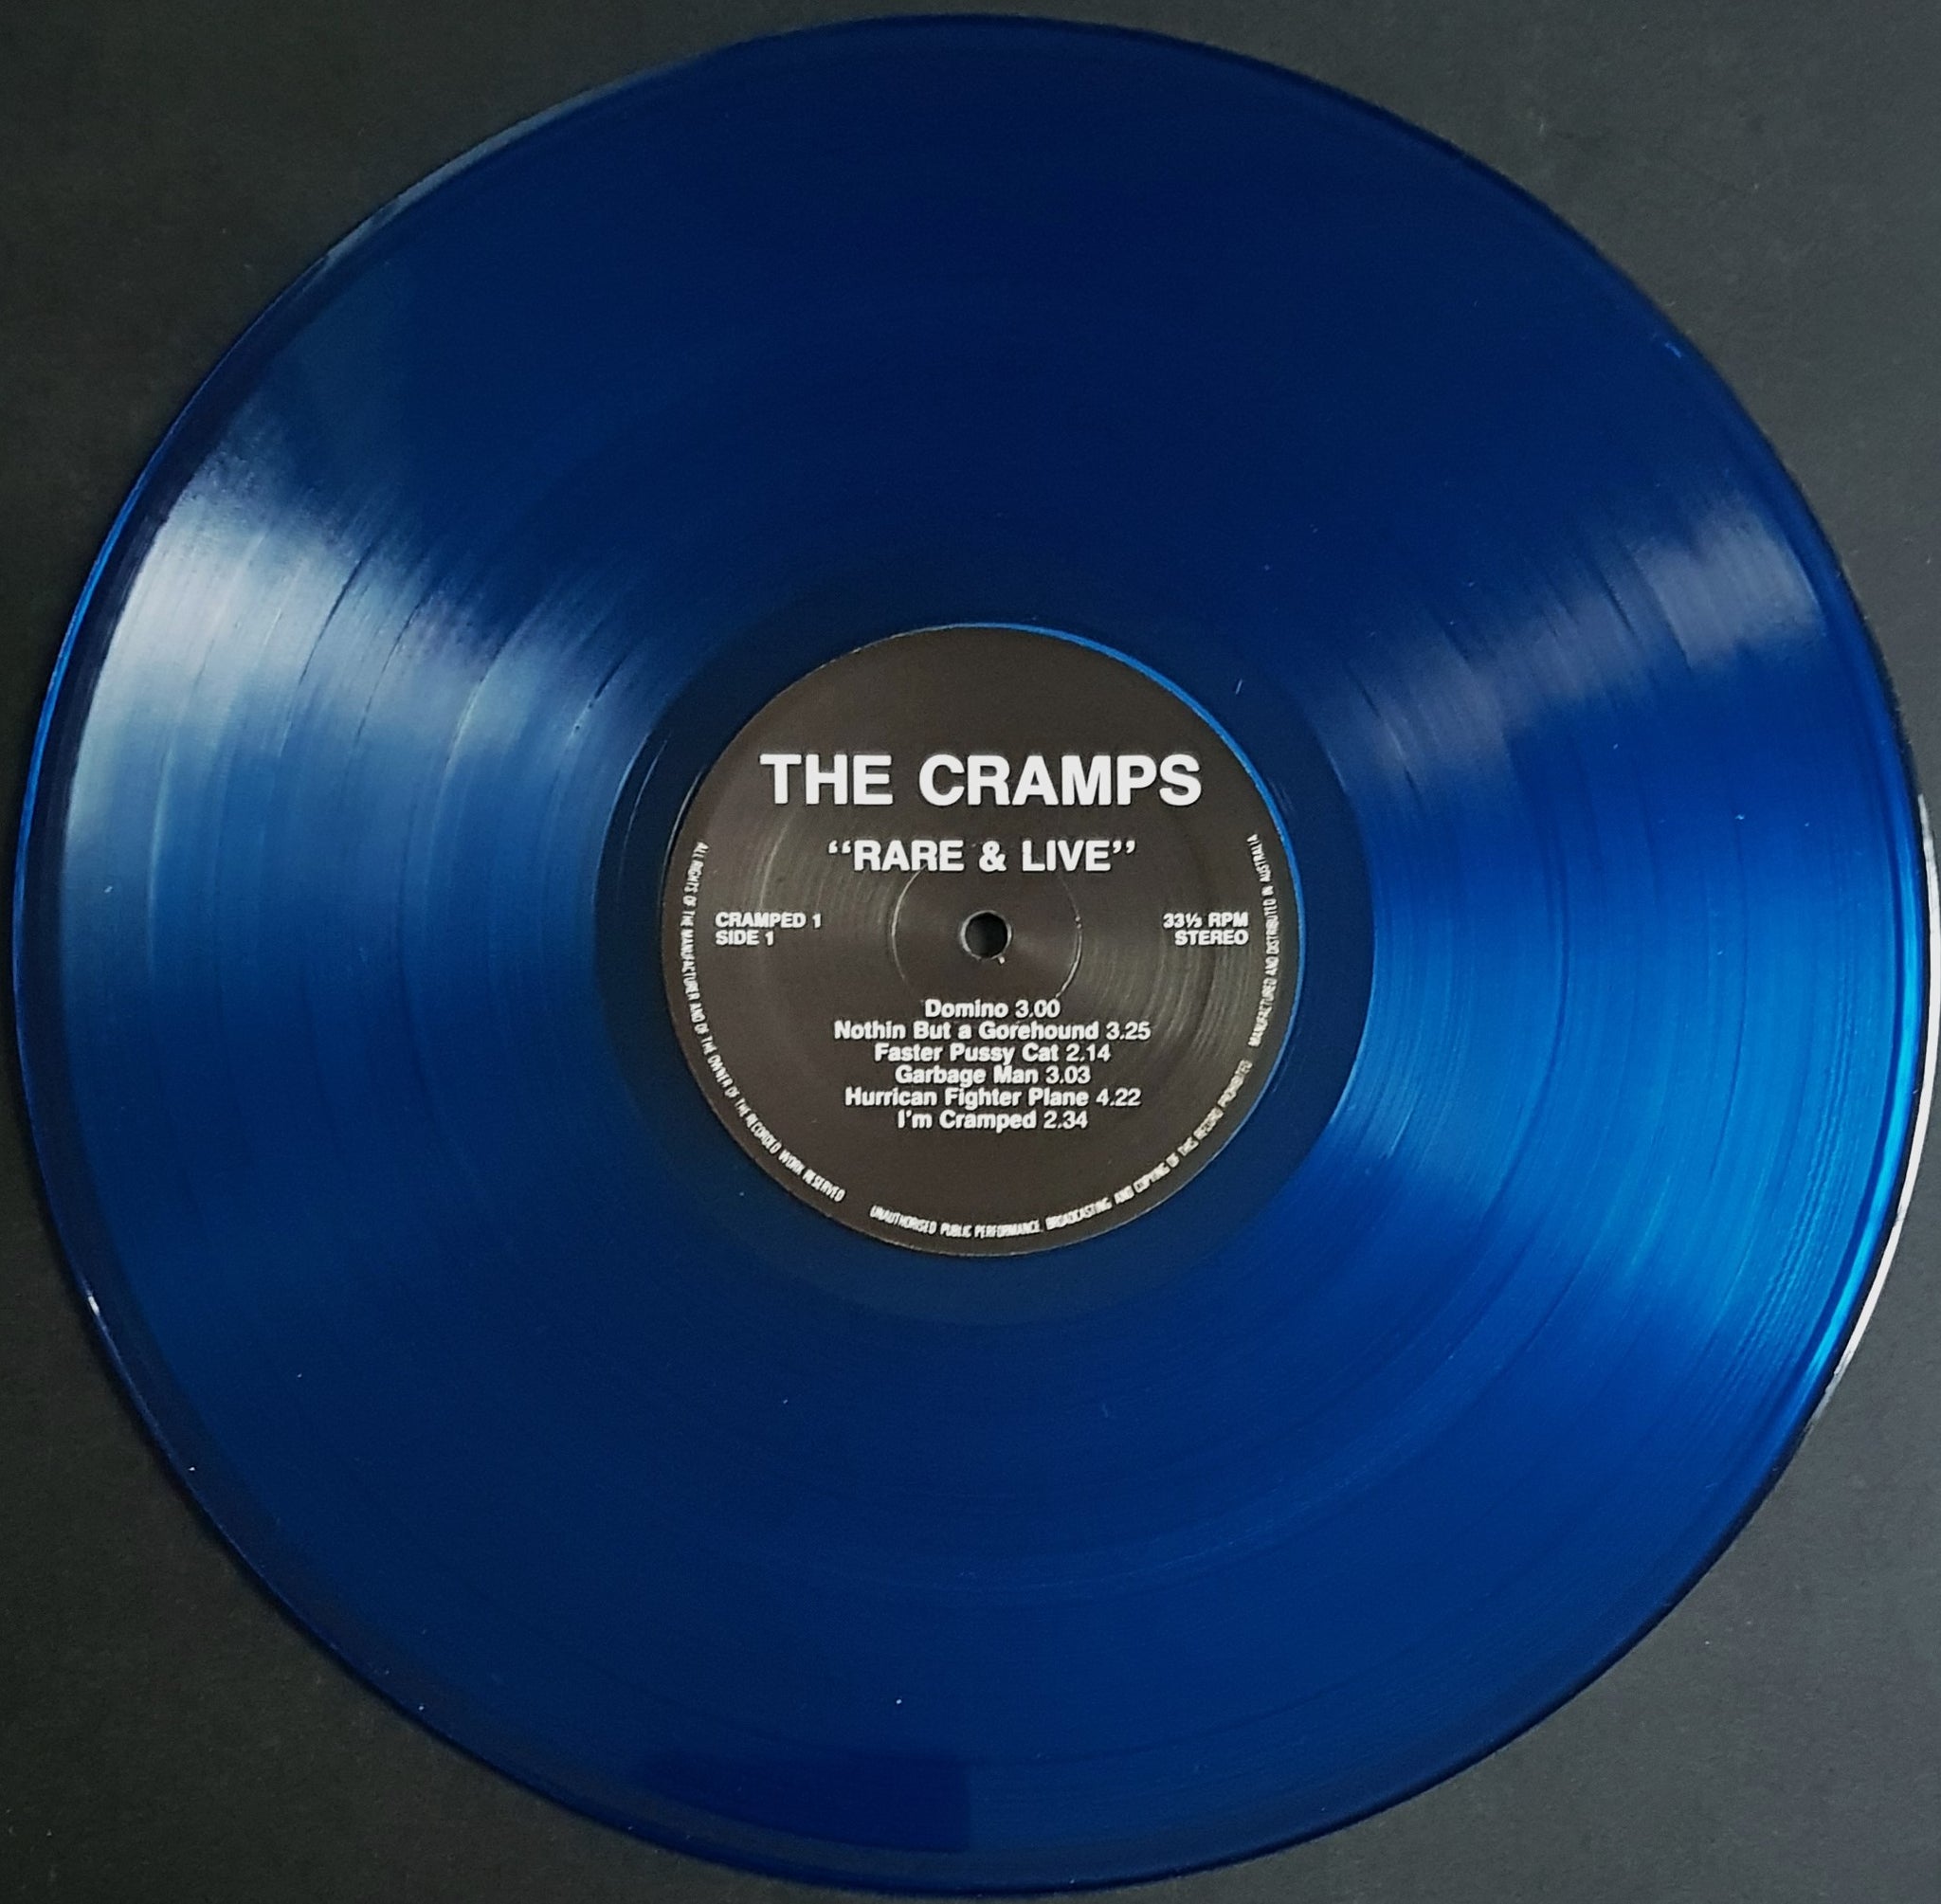 THE CRAMPS
“RARE & LIVE”
CRAMPED 1
SIDE 1
33⅓ RPM
STEREO
Domino 3.00
Nothin But a Gorehound 3.25
Faster Pussy Cat 2.14
Garbage Man 3.03
Hurrican Fighter Plane 4.22
I'm Cramped 2.34
ALL RIGHTS OF THE MANUFACTURER AND OF THE OWNER OF THE RECORDED WORK RESERVED
UNAUTHORISED PUBLIC PERFORMANCE, BROADCASTING AND COPYING OF THIS RECORD PROHIBITED
MANUFACTURED AND DISTRIBUTED IN AUSTRALIA